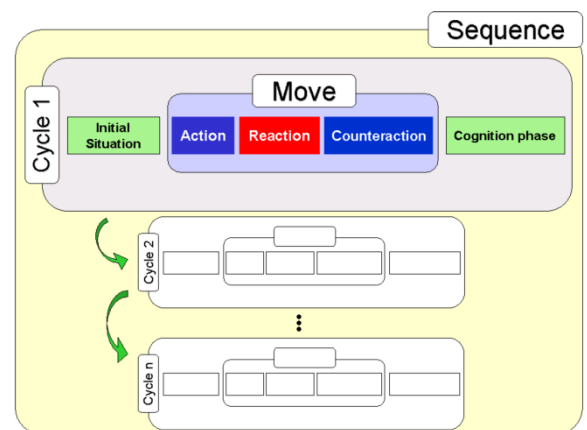 Sequence
Move
Cycle 1
Initial
Situation
Action
Reaction
Counteraction
Cognition phase
Cycle 2
Cycle n